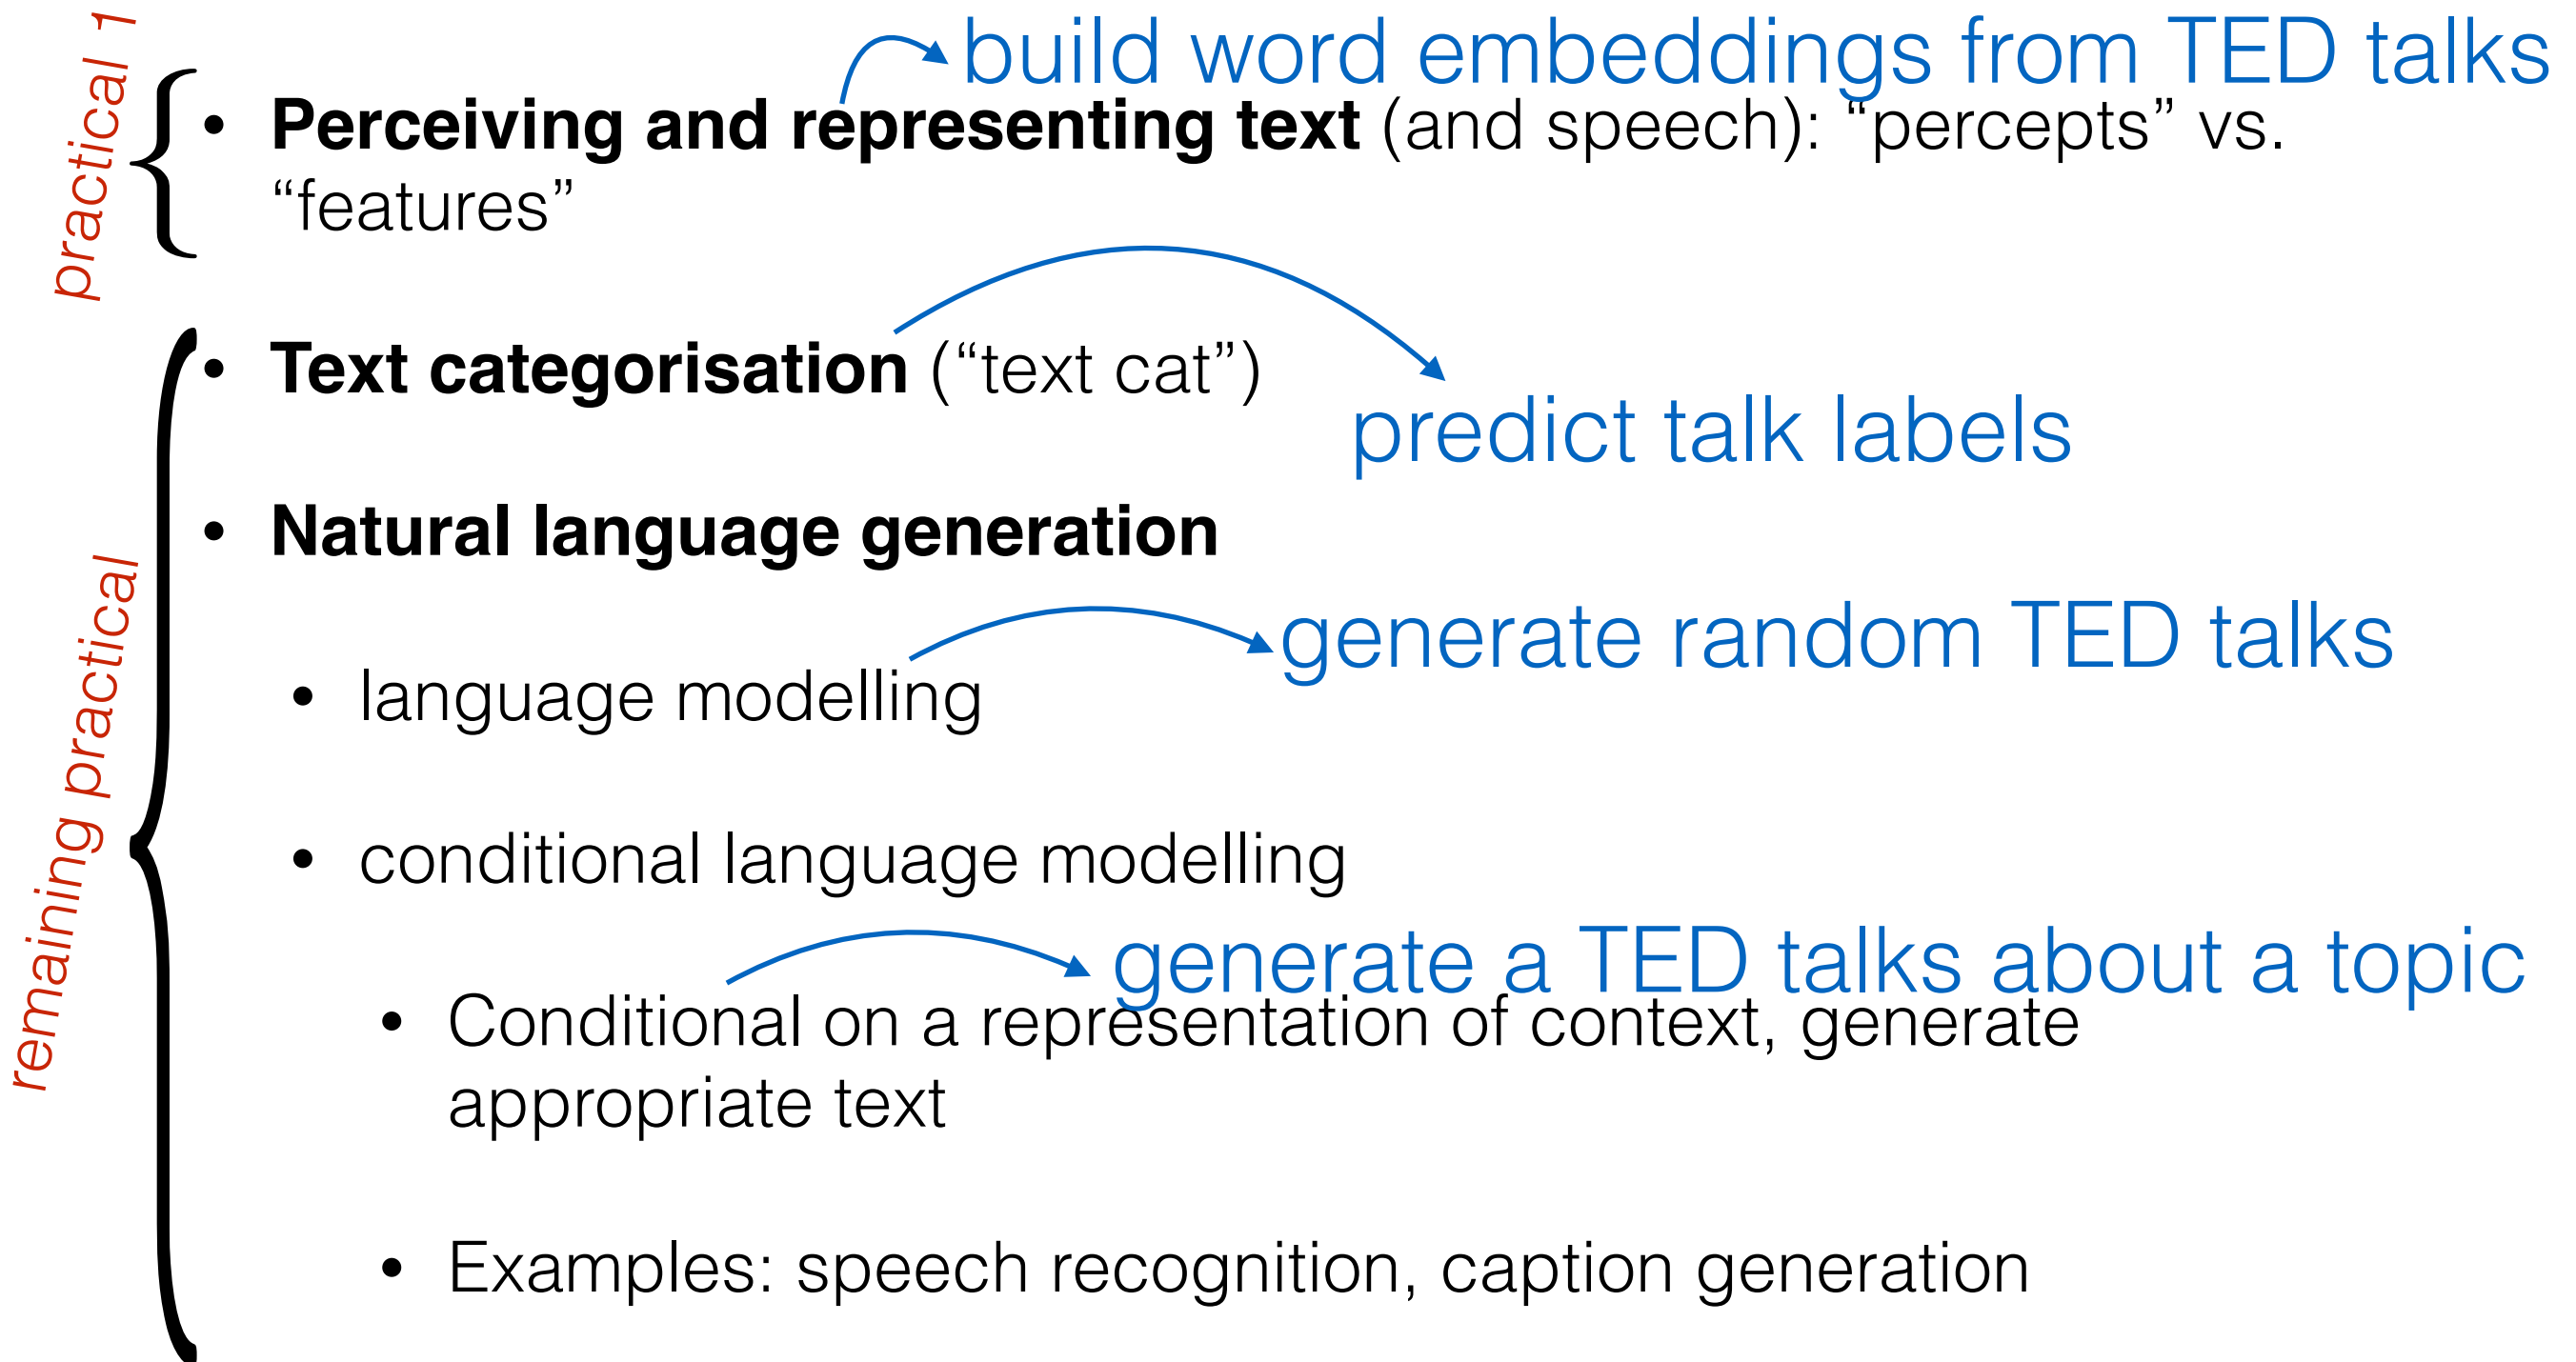 practical 1
build word embeddings from TED talks
• Perceiving and representing text (and speech): “percepts” vs.
“features”
remaining practical
• Text categorisation (“text cat”)
predict talk labels
• Natural language generation
generate random TED talks
• language modelling
• conditional language modelling
generate a TED talks about a topic
• Conditional on a representation of context, generate
appropriate text
• Examples: speech recognition, caption generation